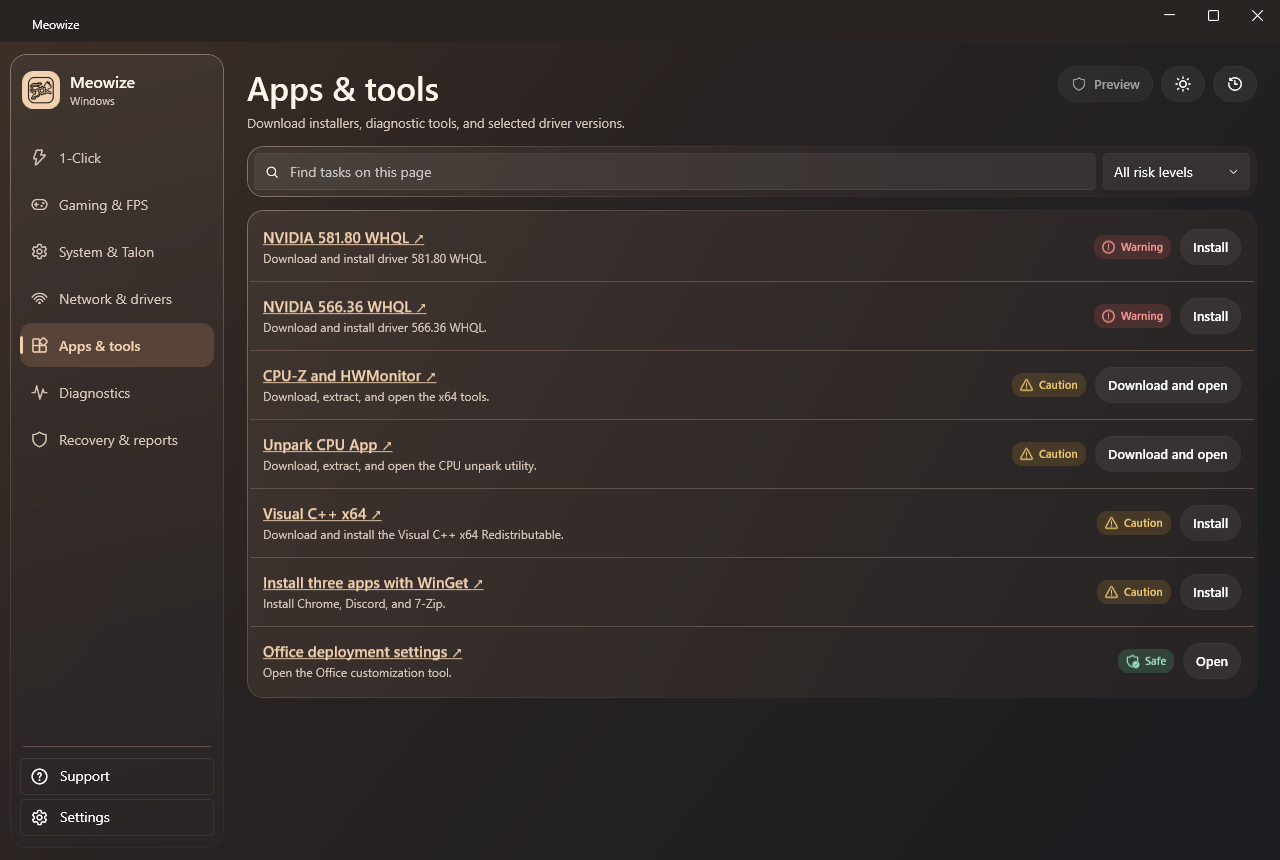 Meowize
Meowize
Windows
1-Click
Gaming & FPS
System & Talon
Network & drivers
Apps & tools
Diagnostics
Recovery & reports
Support
Settings
Apps & tools
Download installers, diagnostic tools, and selected driver versions.
Preview
Find tasks on this page
All risk levels
NVIDIA 581.80 WHQL ↗
Download and install driver 581.80 WHQL.
Warning
Install
NVIDIA 566.36 WHQL ↗
Download and install driver 566.36 WHQL.
Warning
Install
CPU-Z and HWMonitor ↗
Download, extract, and open the x64 tools.
Caution
Download and open
Unpark CPU App ↗
Download, extract, and open the CPU unpark utility.
Caution
Download and open
Visual C++ x64 ↗
Download and install the Visual C++ x64 Redistributable.
Caution
Install
Install three apps with WinGet ↗
Install Chrome, Discord, and 7-Zip.
Caution
Install
Office deployment settings ↗
Open the Office customization tool.
Safe
Open